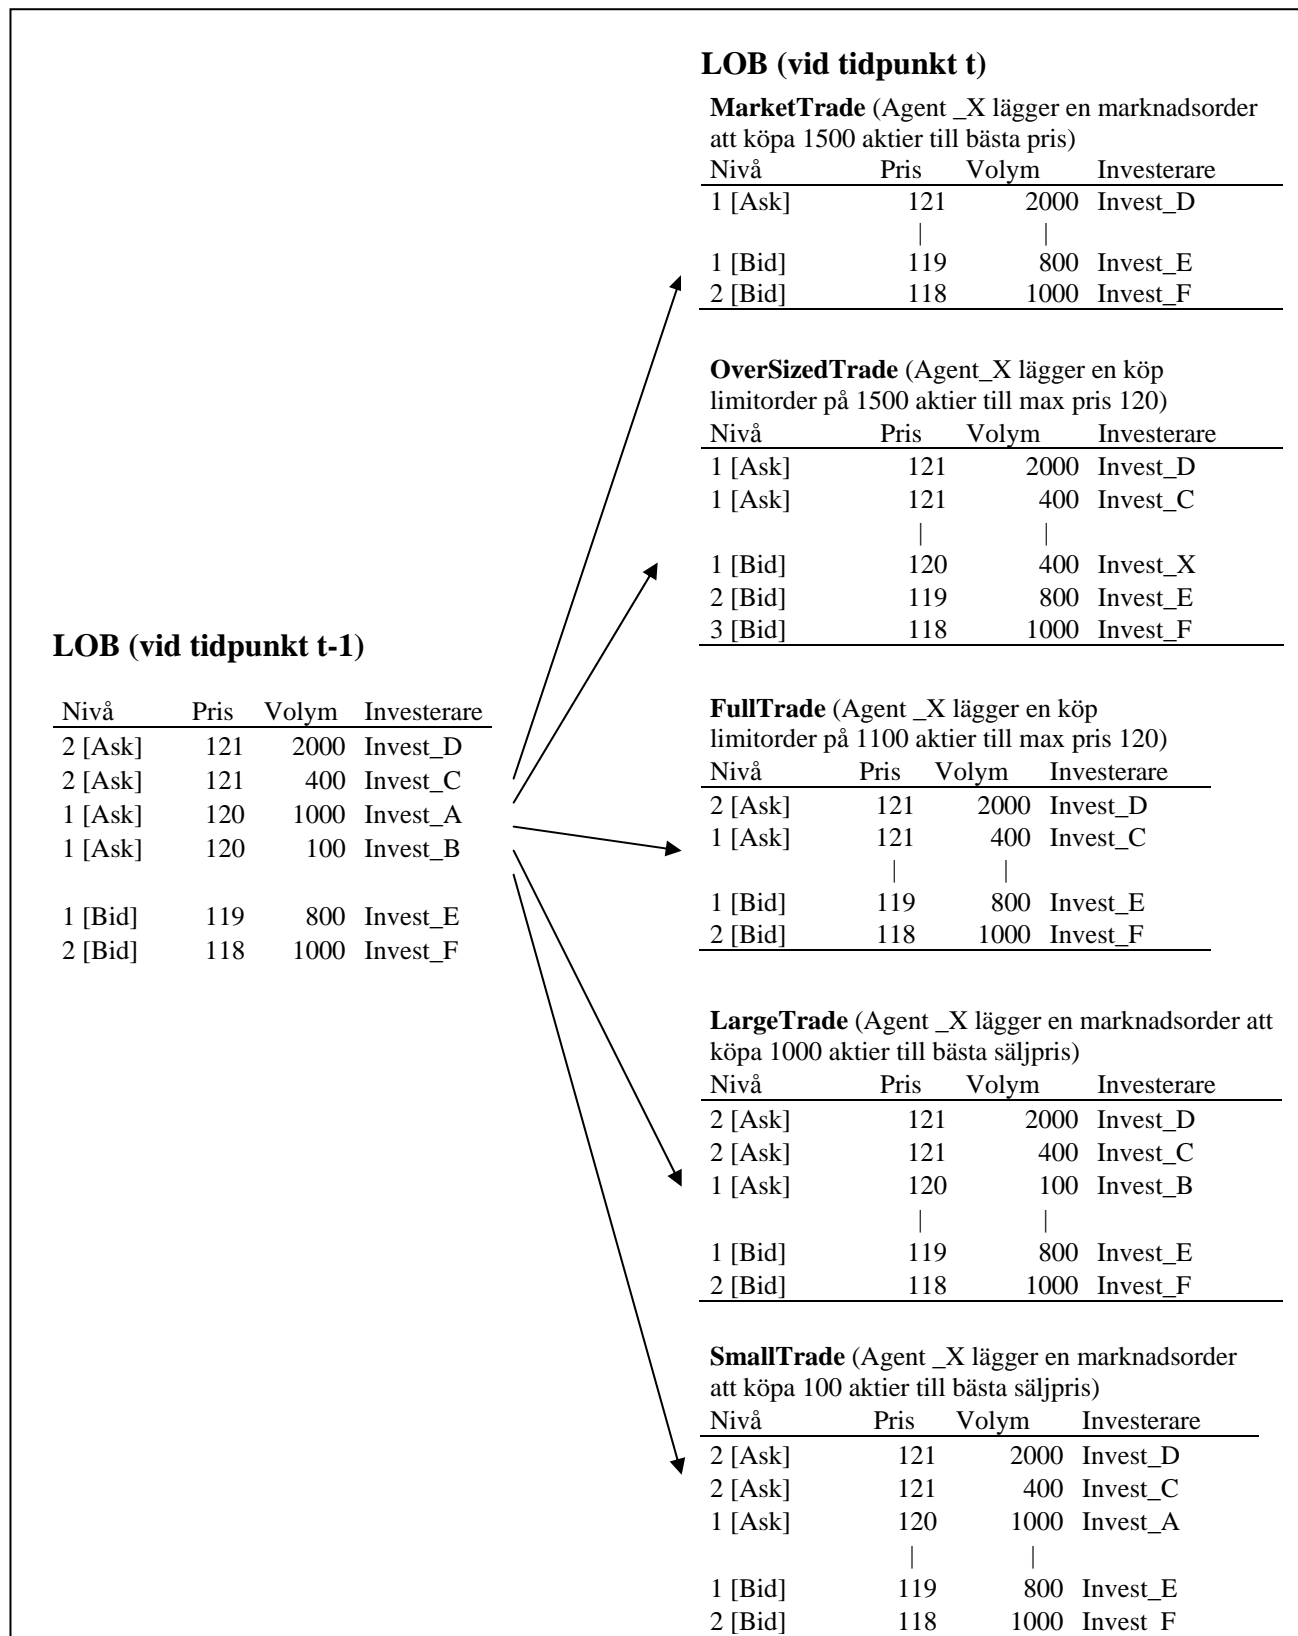 LOB (vid tidpunkt t)
MarketTrade (Agent _X lägger en marknadsorder
att köpa 1500 aktier till bästa pris)
Nivå Pris Volym Investerare
1 [Ask] 121 2000 Invest_D
| |
1 [Bid] 119 800 Invest_E
2 [Bid] 118 1000 Invest_F
OverSizedTrade (Agent_X lägger en köp
limitorder på 1500 aktier till max pris 120)
Nivå Pris Volym Investerare
1 [Ask] 121 2000 Invest_D
1 [Ask] 121 400 Invest_C
| |
1 [Bid] 120 400 Invest_X
2 [Bid] 119 800 Invest_E
3 [Bid] 118 1000 Invest_F
LOB (vid tidpunkt t-1)
Nivå Pris Volym Investerare
2 [Ask] 121 2000 Invest_D
2 [Ask] 121 400 Invest_C
1 [Ask] 120 1000 Invest_A
1 [Ask] 120 100 Invest_B
1 [Bid] 119 800 Invest_E
2 [Bid] 118 1000 Invest_F
FullTrade (Agent _X lägger en köp
limitorder på 1100 aktier till max pris 120)
Nivå Pris Volym Investerare
2 [Ask] 121 2000 Invest_D
1 [Ask] 121 400 Invest_C
| |
1 [Bid] 119 800 Invest_E
2 [Bid] 118 1000 Invest_F
LargeTrade (Agent _X lägger en marknadsorder att
köpa 1000 aktier till bästa säljpris)
Nivå Pris Volym Investerare
2 [Ask] 121 2000 Invest_D
2 [Ask] 121 400 Invest_C
1 [Ask] 120 100 Invest_B
| |
1 [Bid] 119 800 Invest_E
2 [Bid] 118 1000 Invest_F
SmallTrade (Agent _X lägger en marknadsorder
att köpa 100 aktier till bästa säljpris)
Nivå Pris Volym Investerare
2 [Ask] 121 2000 Invest_D
2 [Ask] 121 400 Invest_C
1 [Ask] 120 1000 Invest_A
| |
1 [Bid] 119 800 Invest_E
2 [Bid] 118 1000 Invest F